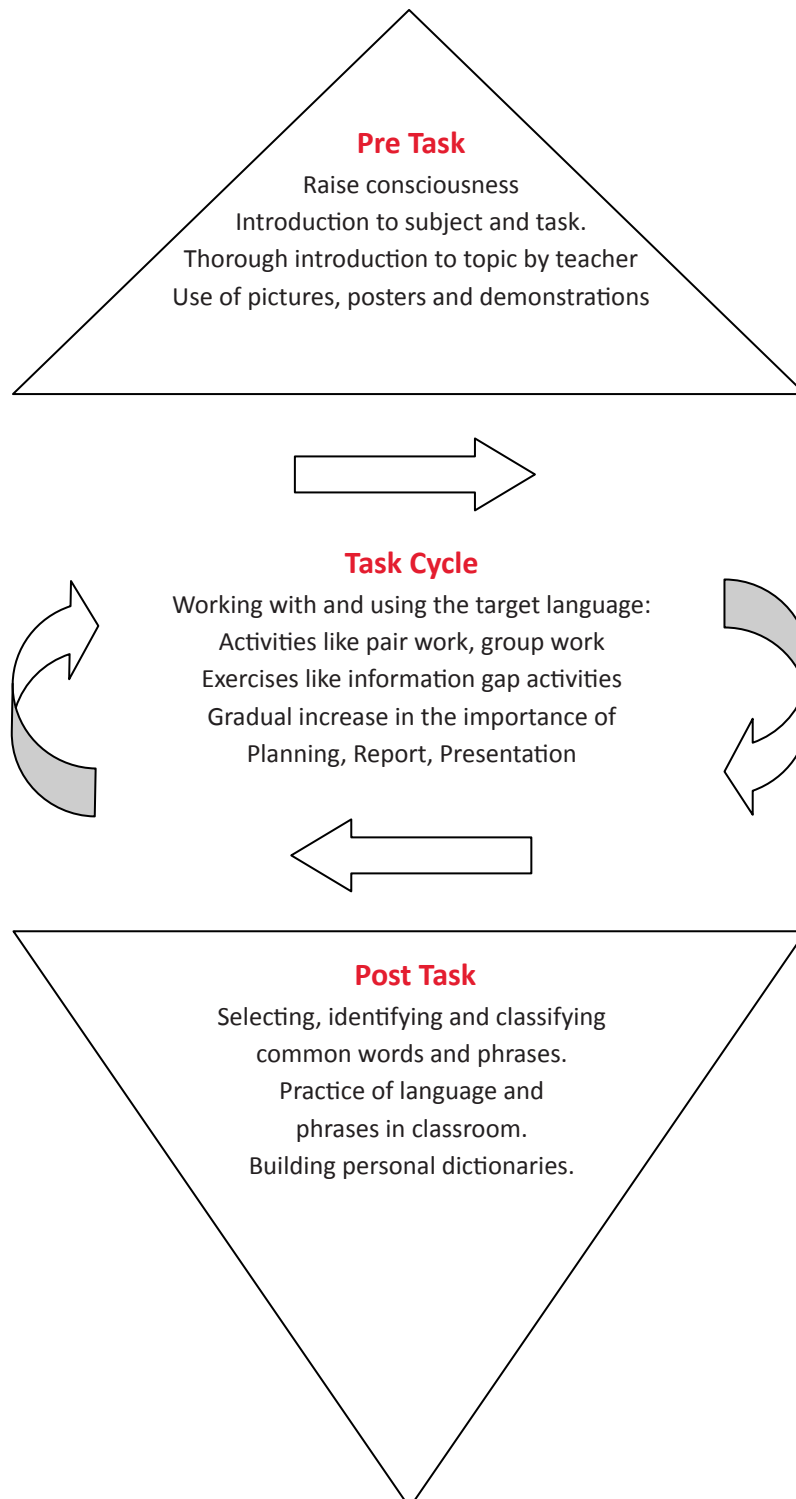 Pre Task
Raise consciousness
Introduction to subject and task.
Thorough introduction to topic by teacher
Use of pictures, posters and demonstrations
Task Cycle
Working with and using the target language:
Activities like pair work, group work
Exercises like information gap activities
Gradual increase in the importance of
Planning, Report, Presentation
Post Task
Selecting, identifying and classifying
common words and phrases.
Practice of language and
phrases in classroom.
Building personal dictionaries.